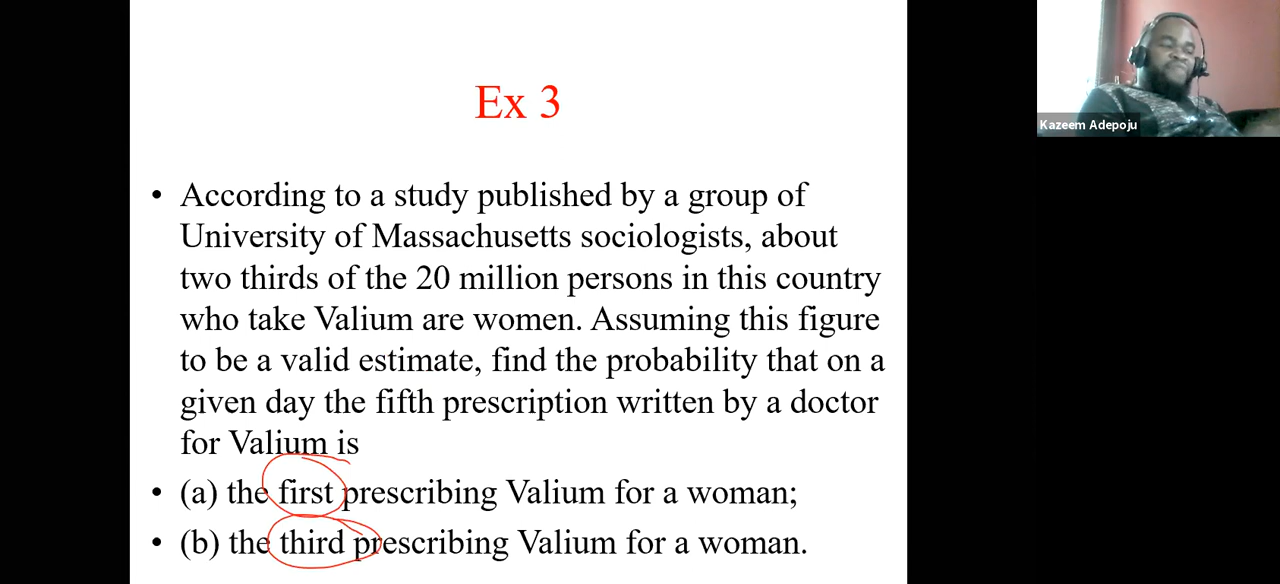 Ex 3
Kazeem Adepoju
• According to a study published by a group of
University of Massachusetts sociologists, about
two thirds of the 20 million persons in this country
who take Valium are women. Assuming this figure
to be a valid estimate, find the probability that on a
given day the fifth prescription written by a doctor
for Valium is
• (a) the first prescribing Valium for a woman;
• (b) the third prescribing Valium for a woman.